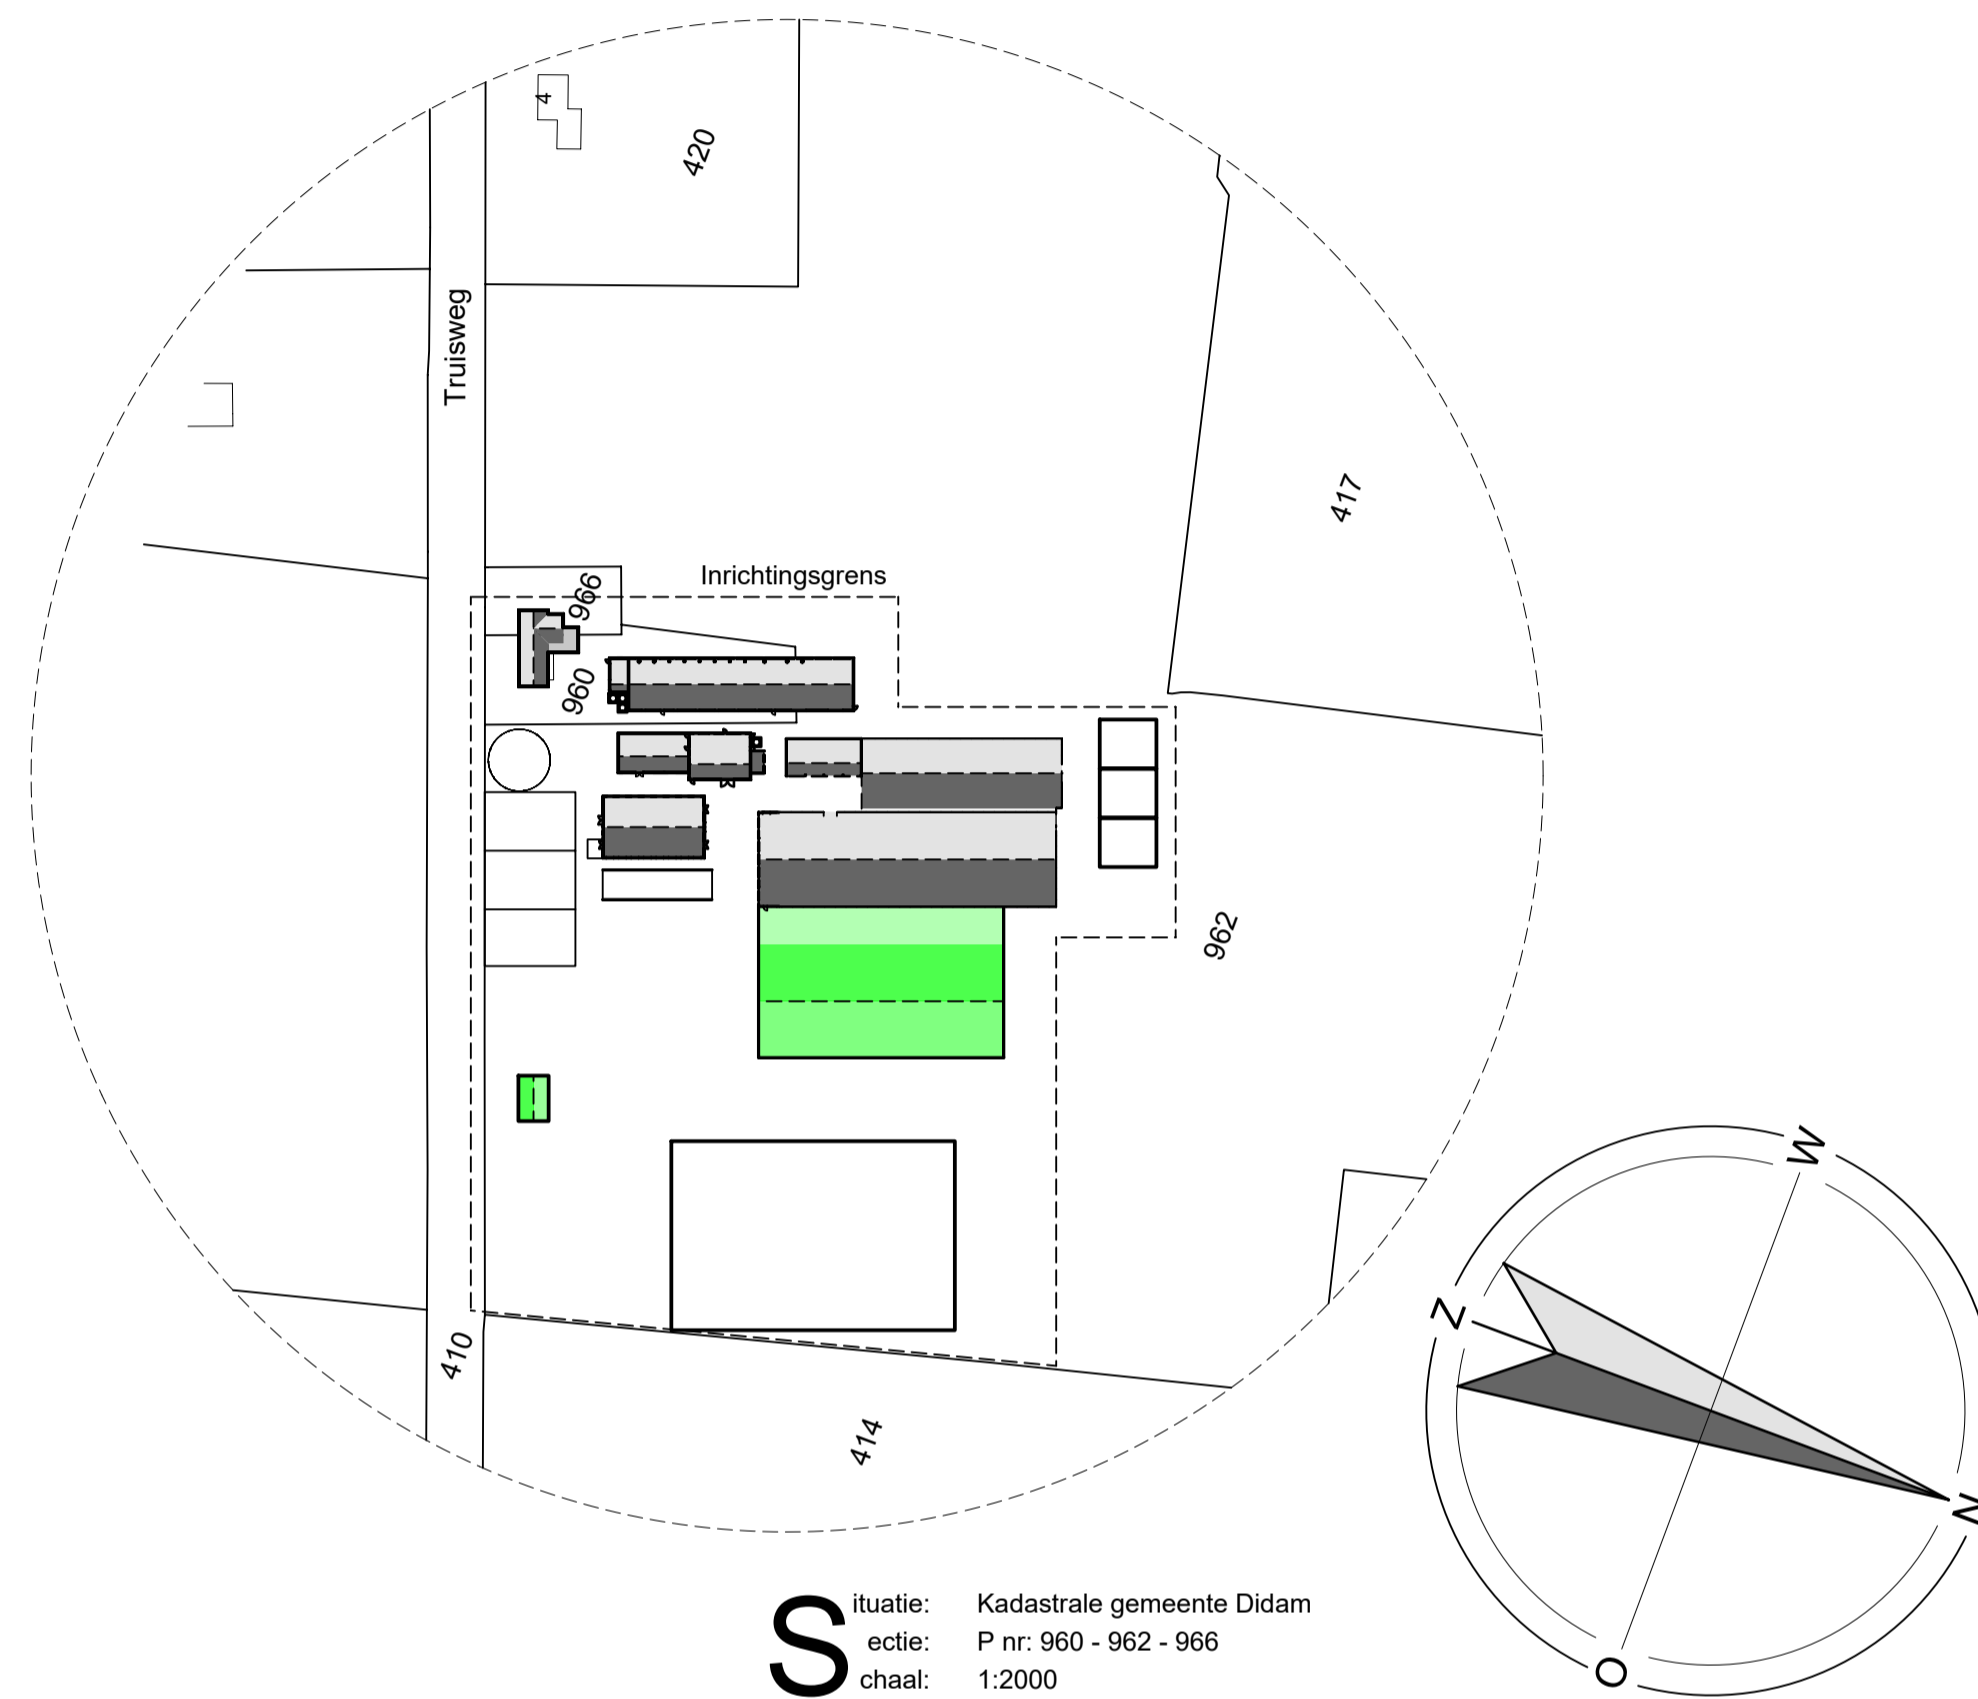 4
420
Truisweg
417
Inrichtingsgrens
966
960
962
410
414
W
Z
N
O
Situatie: Kadastrale gemeente Didam
Sectie: P nr: 960 - 962 - 966
Schaal: 1:2000